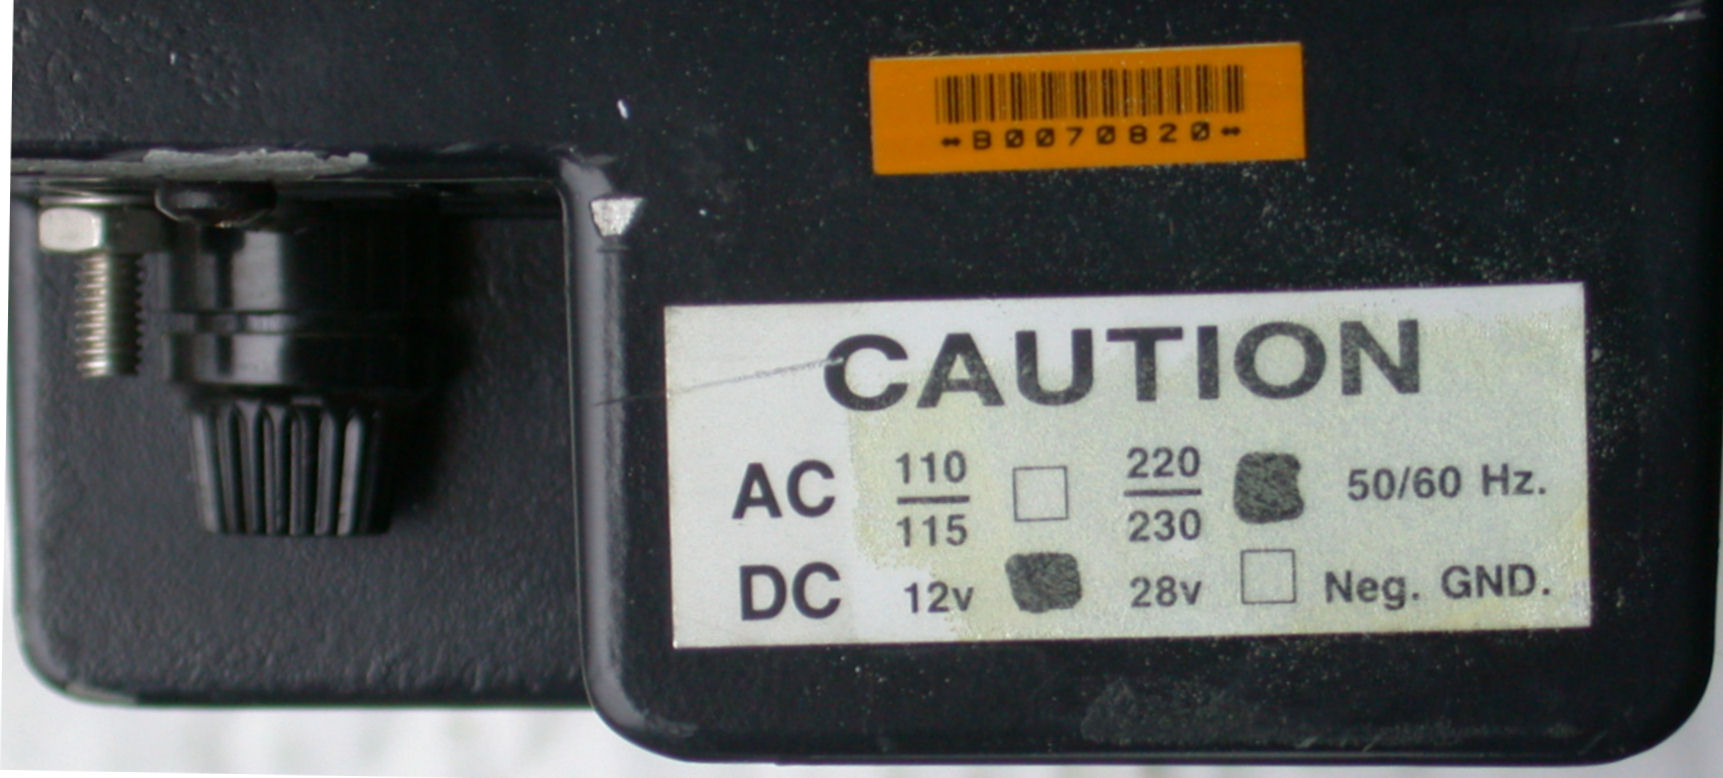 *B0070820*
CAUTION
AC 110/115 220/230 50/60 Hz.
DC 12v 28v Neg. GND.